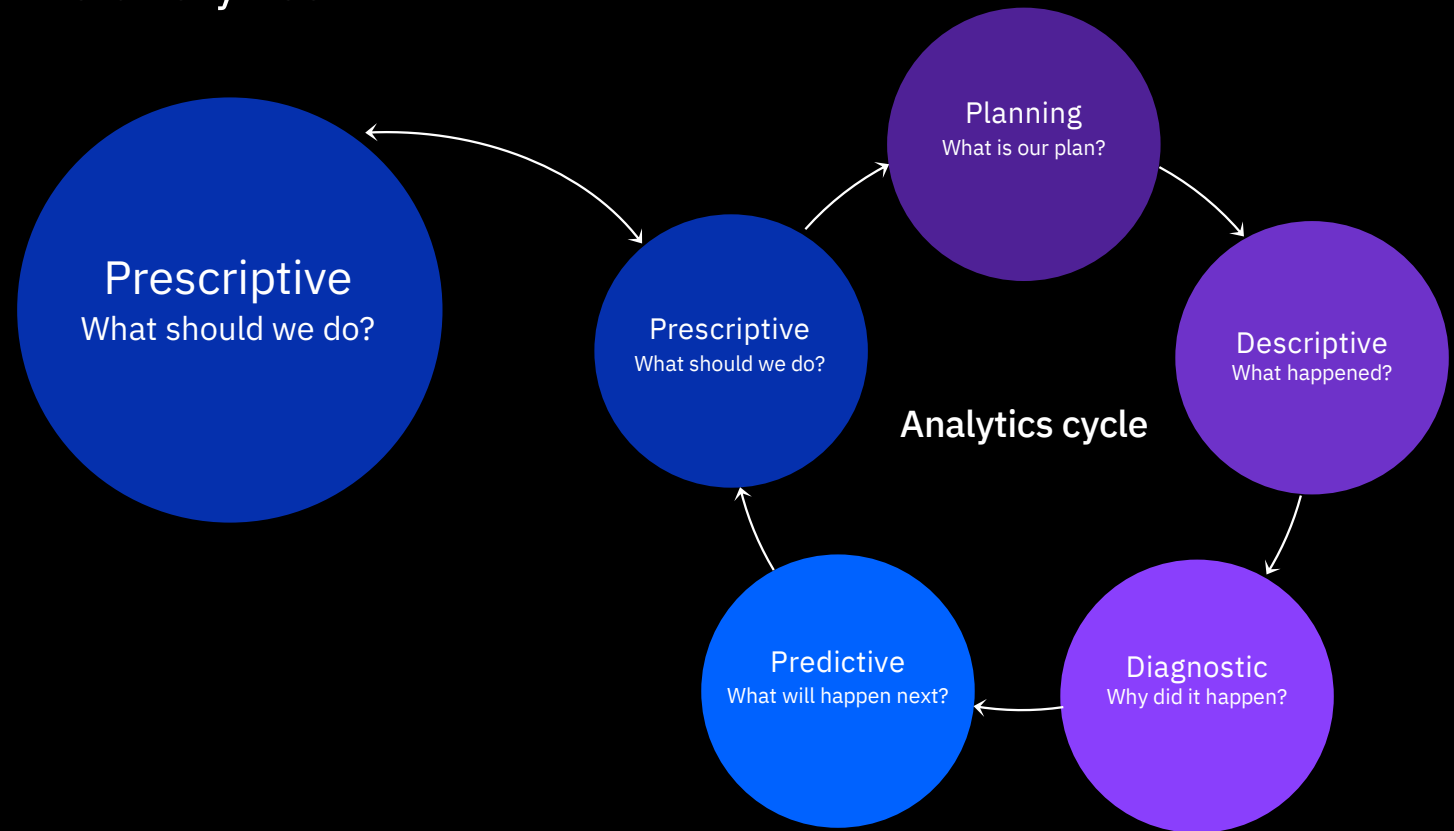 Prescriptive
What should we do?
Planning
What is our plan?
Prescriptive
What should we do?
Descriptive
What happened?
Analytics cycle
Predictive
What will happen next?
Diagnostic
Why did it happen?